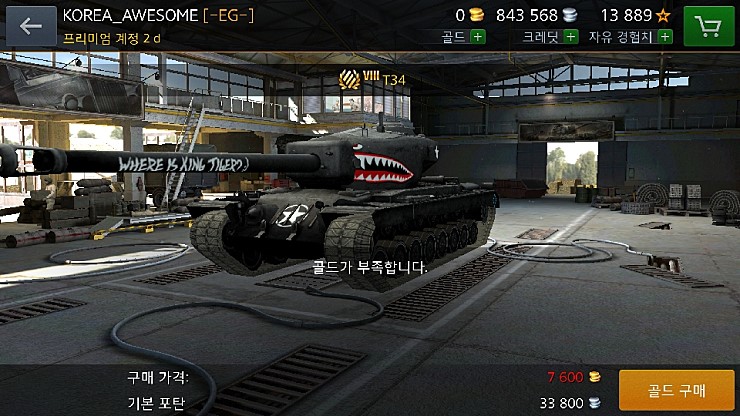 KOREA_AWESOME [-EG-]
프리미엄 계정 2 d
0 843 568 13 889
골드 크레딧 자유 경험치
VIII T34
WHERE IS KING TIGER?;)
골드가 부족합니다.
구매 가격: 7 600
기본 포탄 33 800
골드 구매